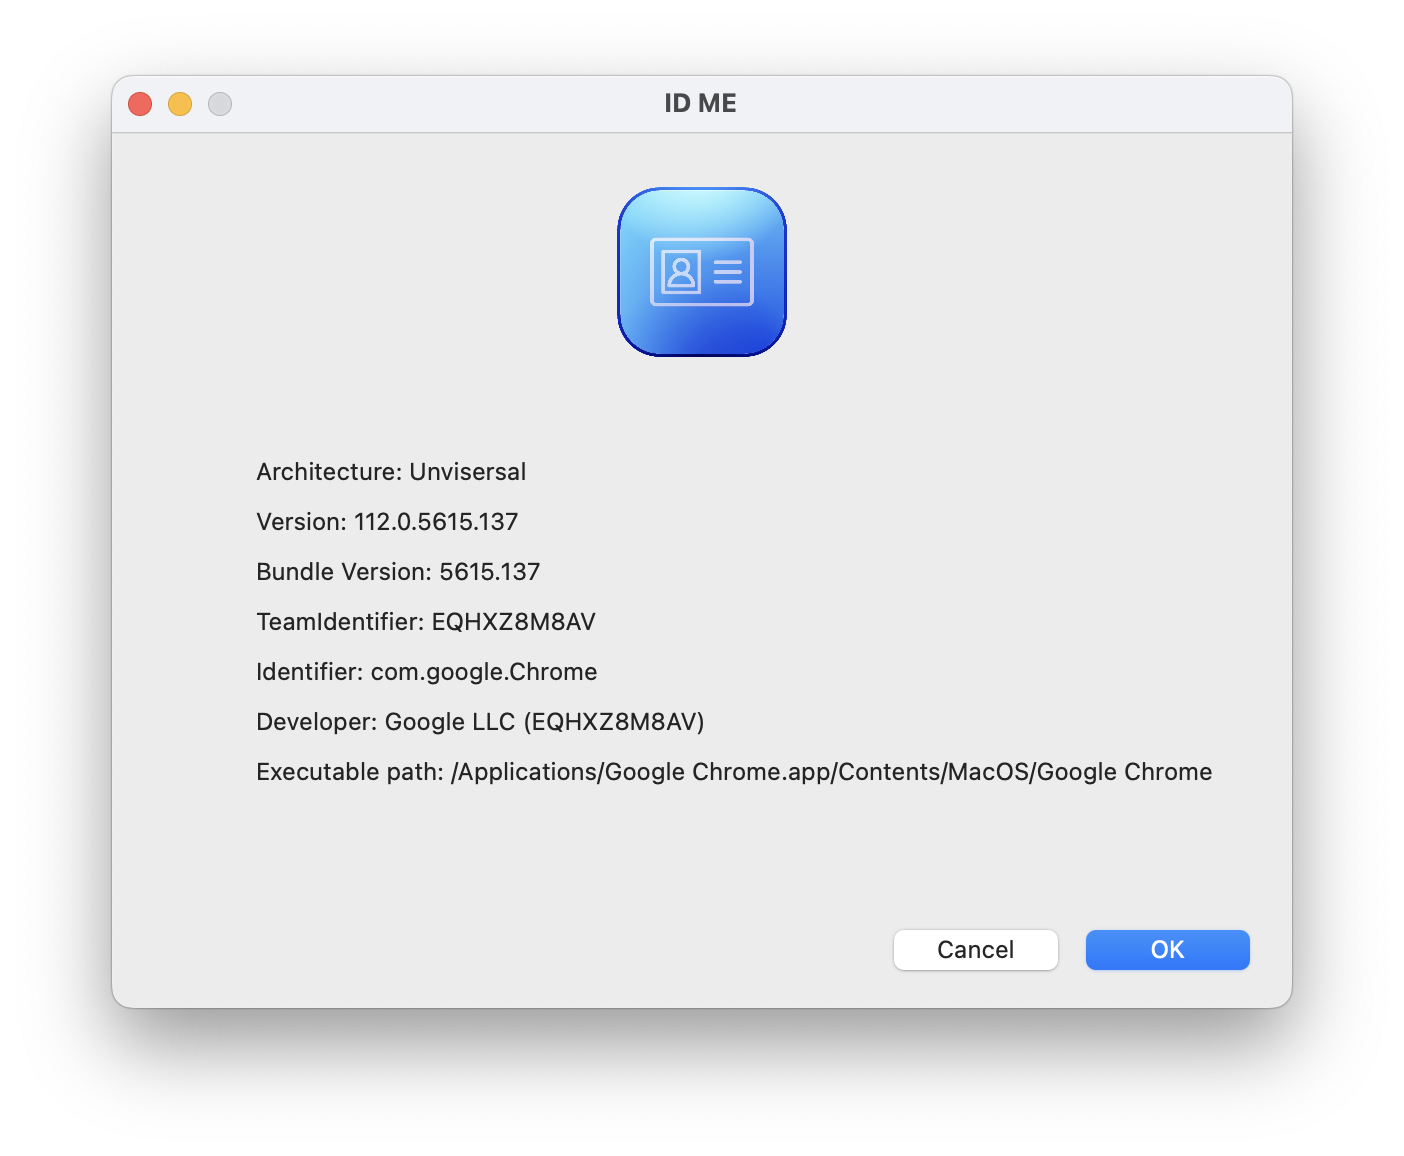 ID ME
Architecture: Unvisersal
Version: 112.0.5615.137
Bundle Version: 5615.137
TeamIdentifier: EQHXZ8M8AV
Identifier: com.google.Chrome
Developer: Google LLC (EQHXZ8M8AV)
Executable path: /Applications/Google Chrome.app/Contents/MacOS/Google Chrome
Cancel
OK